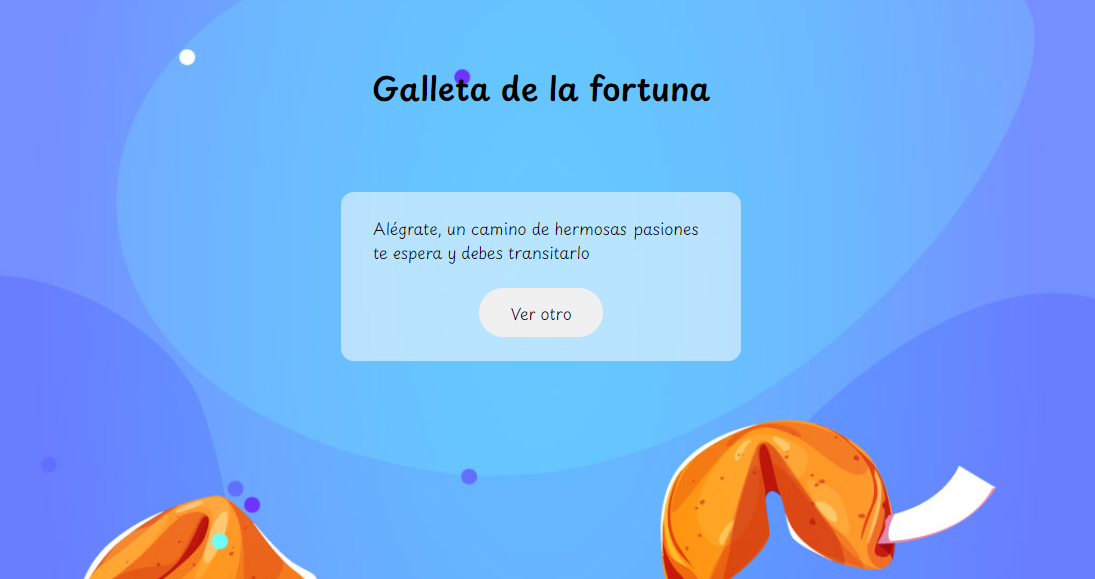 Galleta de la fortuna
Alégrate, un camino de hermosas pasiones
te espera y debes transitarlo
Ver otro